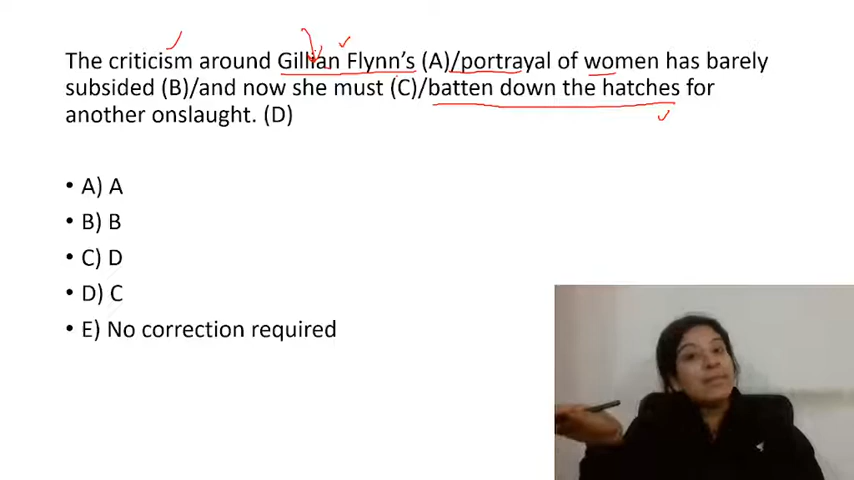 The criticism around Gillian Flynn's (A)/portrayal of women has barely
subsided (B)/and now she must (C)/batten down the hatches for
another onslaught. (D)
• A) A
• B) B
• C) D
• D) C
• E) No correction required